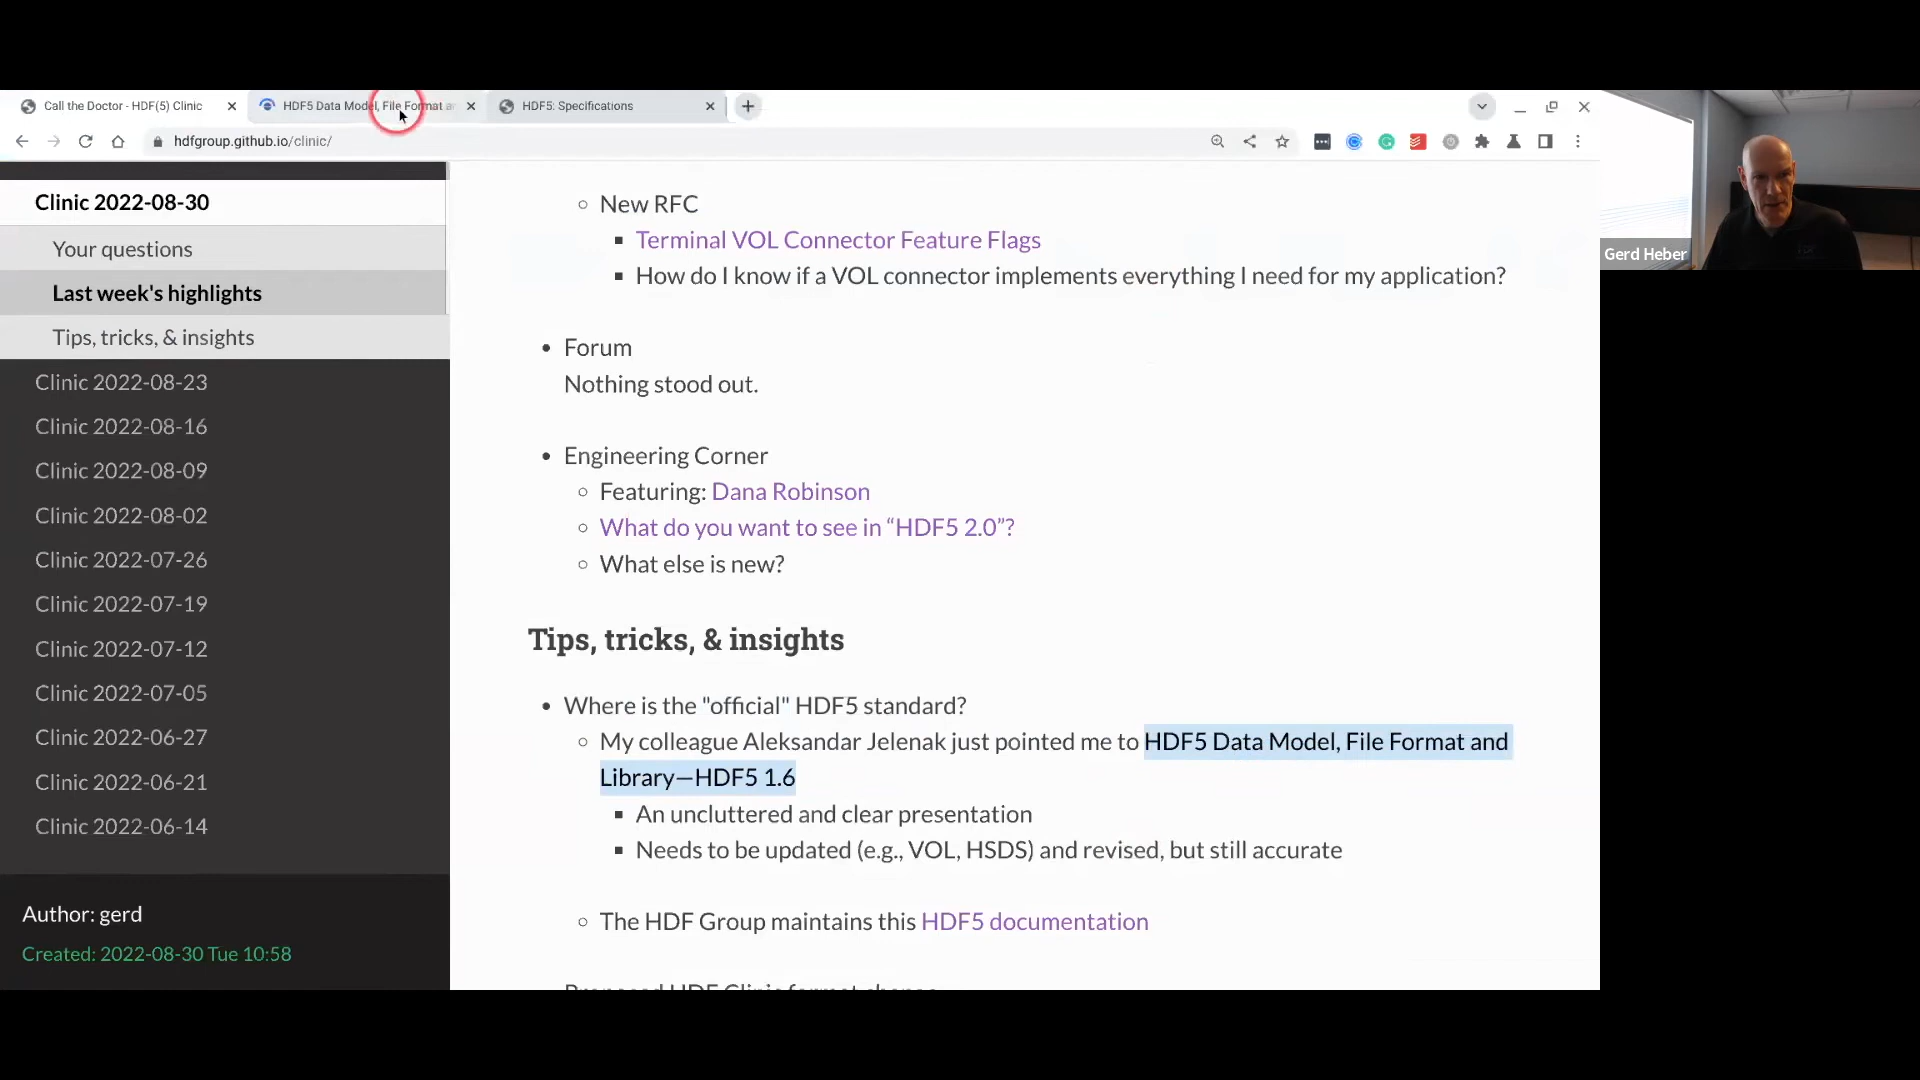 Call the Doctor - HDF(5) Clinic
HDF5 Data Model, File Format a
HDF5: Specifications
hdfgroup.github.io/clinic/
Clinic 2022-08-30
Your questions
Last week's highlights
Tips, tricks, & insights
Clinic 2022-08-23
Clinic 2022-08-16
Clinic 2022-08-09
Clinic 2022-08-02
Clinic 2022-07-26
Clinic 2022-07-19
Clinic 2022-07-12
Clinic 2022-07-05
Clinic 2022-06-27
Clinic 2022-06-21
Clinic 2022-06-14
Author: gerd
Created: 2022-08-30 Tue 10:58
New RFC
Terminal VOL Connector Feature Flags
How do I know if a VOL connector implements everything I need for my application?
Forum
Nothing stood out.
Engineering Corner
Featuring: Dana Robinson
What do you want to see in “HDF5 2.0”?
What else is new?
Tips, tricks, & insights
Where is the "official" HDF5 standard?
My colleague Aleksandar Jelenak just pointed me to HDF5 Data Model, File Format and
Library—HDF5 1.6
An uncluttered and clear presentation
Needs to be updated (e.g., VOL, HSDS) and revised, but still accurate
The HDF Group maintains this HDF5 documentation
Gerd Heber